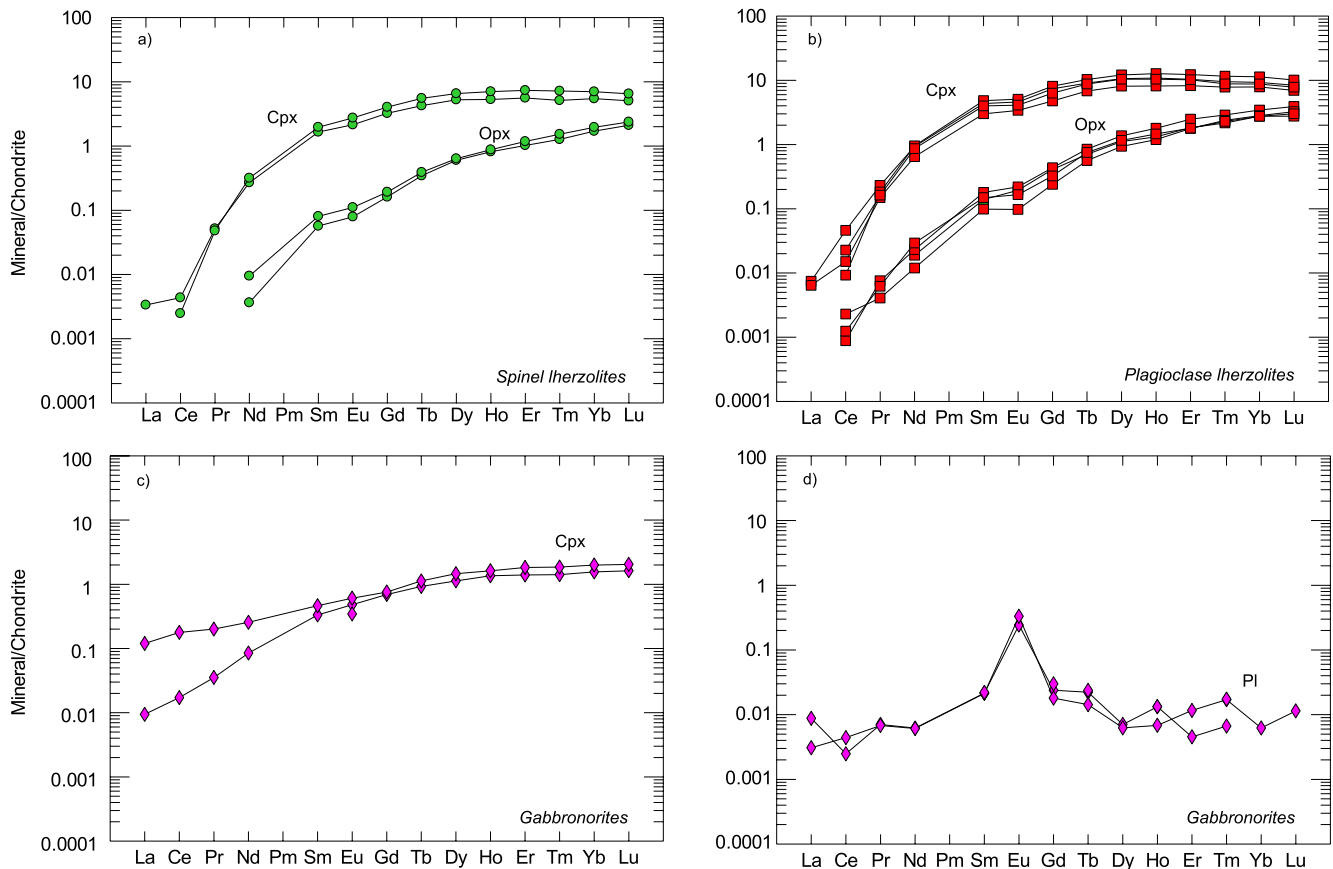 a)
100
10
1
0.1
0.01
0.001
0.0001
Mineral/Chondrite
Cpx
Opx
Spinel lherzolites
La Ce Pr Nd Pm Sm Eu Gd Tb Dy Ho Er Tm Yb Lu
b)
100
10
1
0.1
0.01
0.001
0.0001
Cpx
Opx
Plagioclase lherzolites
La Ce Pr Nd Pm Sm Eu Gd Tb Dy Ho Er Tm Yb Lu
c)
100
10
1
0.1
0.01
0.001
0.0001
Mineral/Chondrite
Cpx
Gabbronorites
La Ce Pr Nd Pm Sm Eu Gd Tb Dy Ho Er Tm Yb Lu
d)
100
10
1
0.1
0.01
0.001
0.0001
Pl
Gabbronorites
La Ce Pr Nd Pm Sm Eu Gd Tb Dy Ho Er Tm Yb Lu